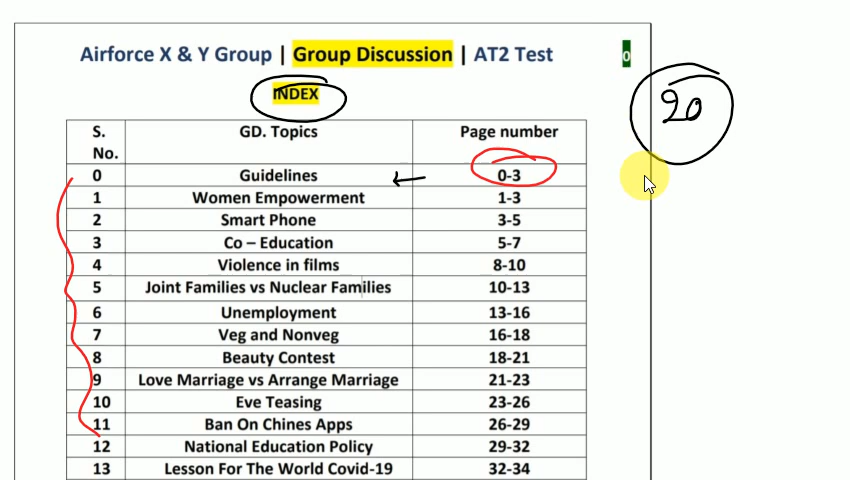 Airforce X & Y Group | Group Discussion | AT2 Test 0
INDEX
20
S. No. GD. Topics Page number
0 Guidelines 0-3
1 Women Empowerment 1-3
2 Smart Phone 3-5
3 Co – Education 5-7
4 Violence in films 8-10
5 Joint Families vs Nuclear Families 10-13
6 Unemployment 13-16
7 Veg and Nonveg 16-18
8 Beauty Contest 18-21
9 Love Marriage vs Arrange Marriage 21-23
10 Eve Teasing 23-26
11 Ban On Chines Apps 26-29
12 National Education Policy 29-32
13 Lesson For The World Covid-19 32-34